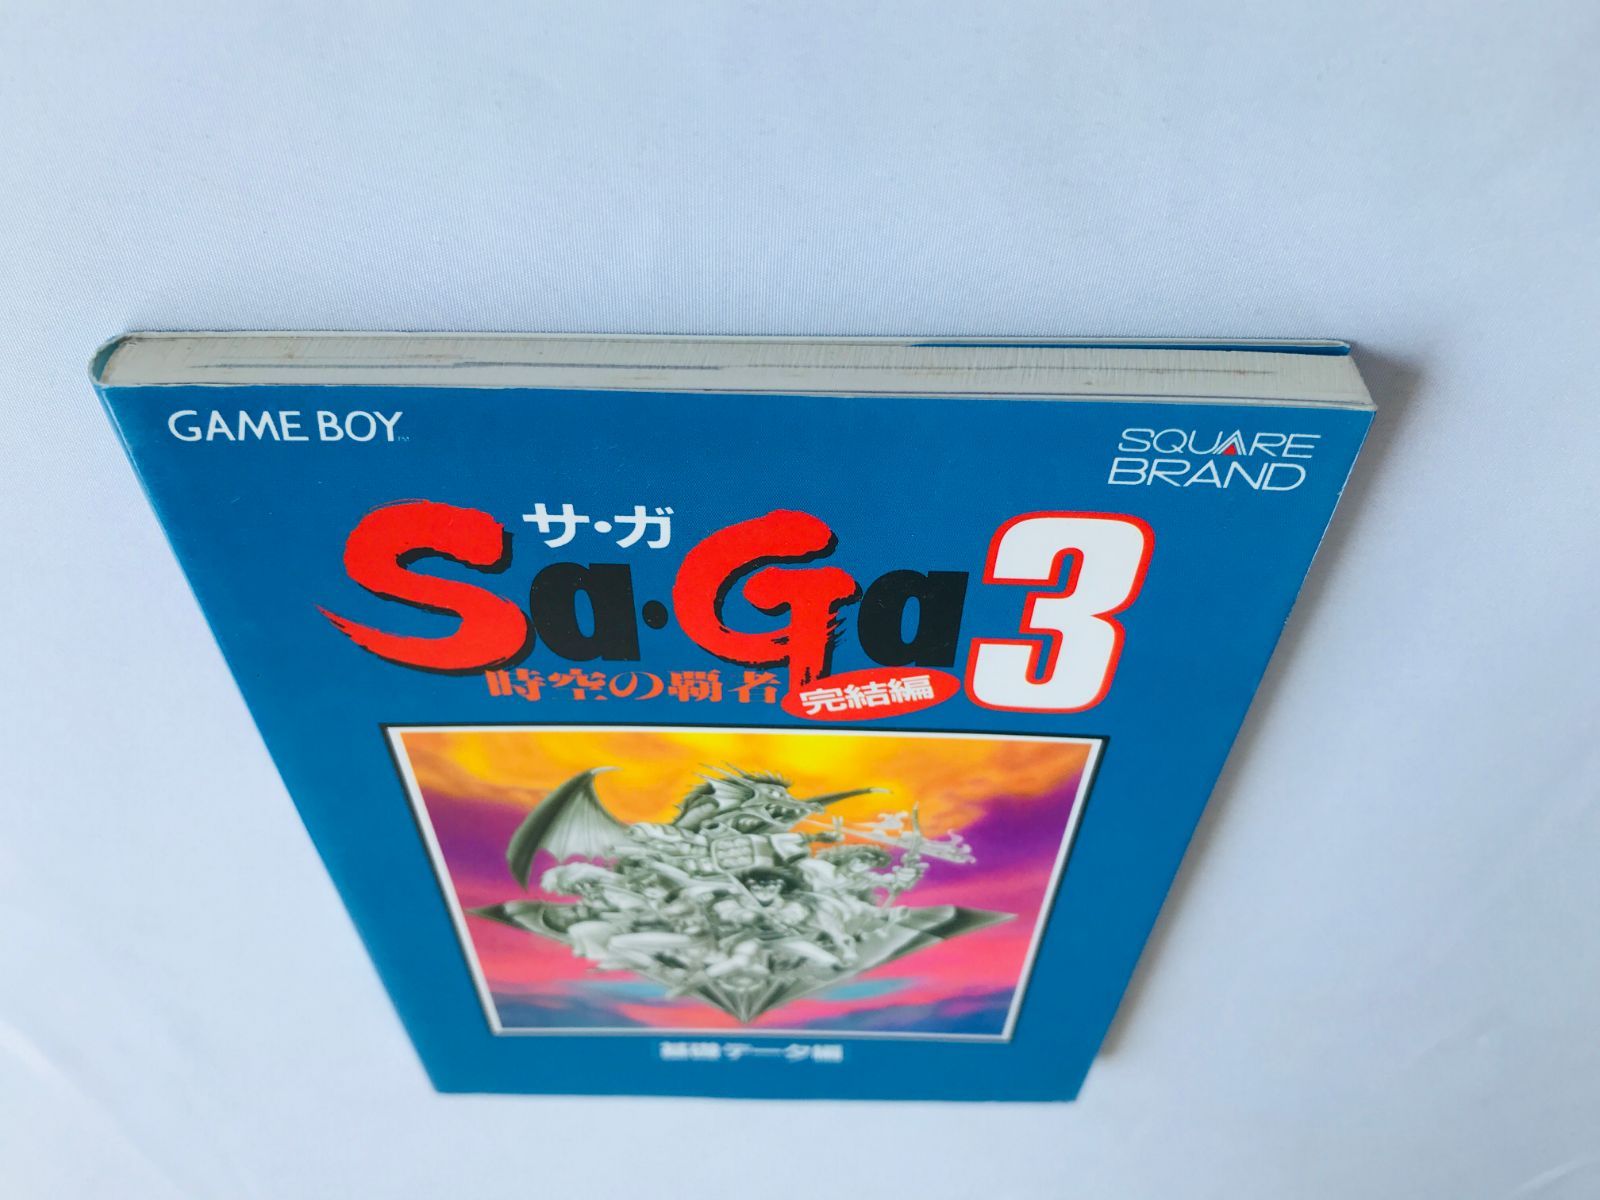 GAME BOY™
SQUARE
BRAND
サ・ガ
Sa・Ga3
時空の覇者
完結編
基礎データ編